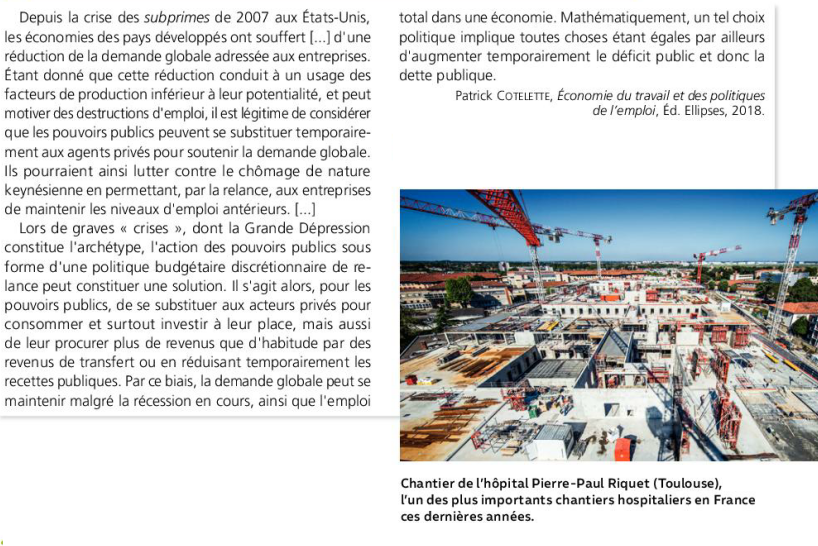 Depuis la crise des subprimes de 2007 aux États-Unis,
les économies des pays développés ont souffert [...] d'une
réduction de la demande globale adressée aux entreprises.
Étant donné que cette réduction conduit à un usage des
facteurs de production inférieur à leur potentialité, et peut
motiver des destructions d'emploi, il est légitime de considérer
que les pouvoirs publics peuvent se substituer temporaire-
ment aux agents privés pour soutenir la demande globale.
Ils pourraient ainsi lutter contre le chômage de nature
keynésienne en permettant, par la relance, aux entreprises
de maintenir les niveaux d'emploi antérieurs. [...]
Lors de graves « crises », dont la Grande Dépression
constitue l'archétype, l'action des pouvoirs publics sous
forme d'une politique budgétaire discrétionnaire de re-
lance peut constituer une solution. Il s'agit alors, pour les
pouvoirs publics, de se substituer aux acteurs privés pour
consommer et surtout investir à leur place, mais aussi
de leur procurer plus de revenus que d'habitude par des
revenus de transfert ou en réduisant temporairement les
recettes publiques. Par ce biais, la demande globale peut se
maintenir malgré la récession en cours, ainsi que l'emploi
total dans une économie. Mathématiquement, un tel choix
politique implique toutes choses étant égales par ailleurs
d'augmenter temporairement le déficit public et donc la
dette publique.
Patrick COTELETTE, Économie du travail et des politiques
de l'emploi, Éd. Ellipses, 2018.
Chantier de l'hôpital Pierre-Paul Riquet (Toulouse),
l'un des plus importants chantiers hospitaliers en France
ces dernières années.